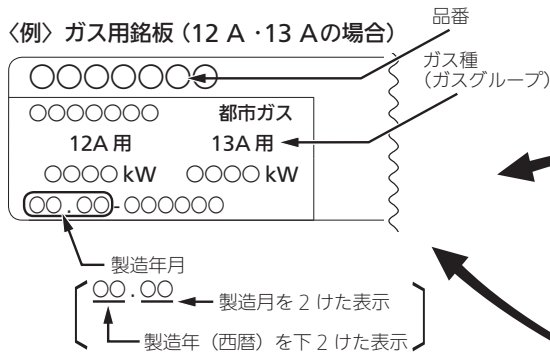 〈例〉ガス用銘板（12 A・13 Aの場合）
品番
ガス種
（ガスグループ）
○○○○○○○
○○○○○○○ 都市ガス
12A 用 13A 用
○○○○ kW ○○○○ kW
○○.○○-○○○○○○
製造年月
○○.○○
製造月を 2 けた表示
製造年（西暦）を下 2 けた表示